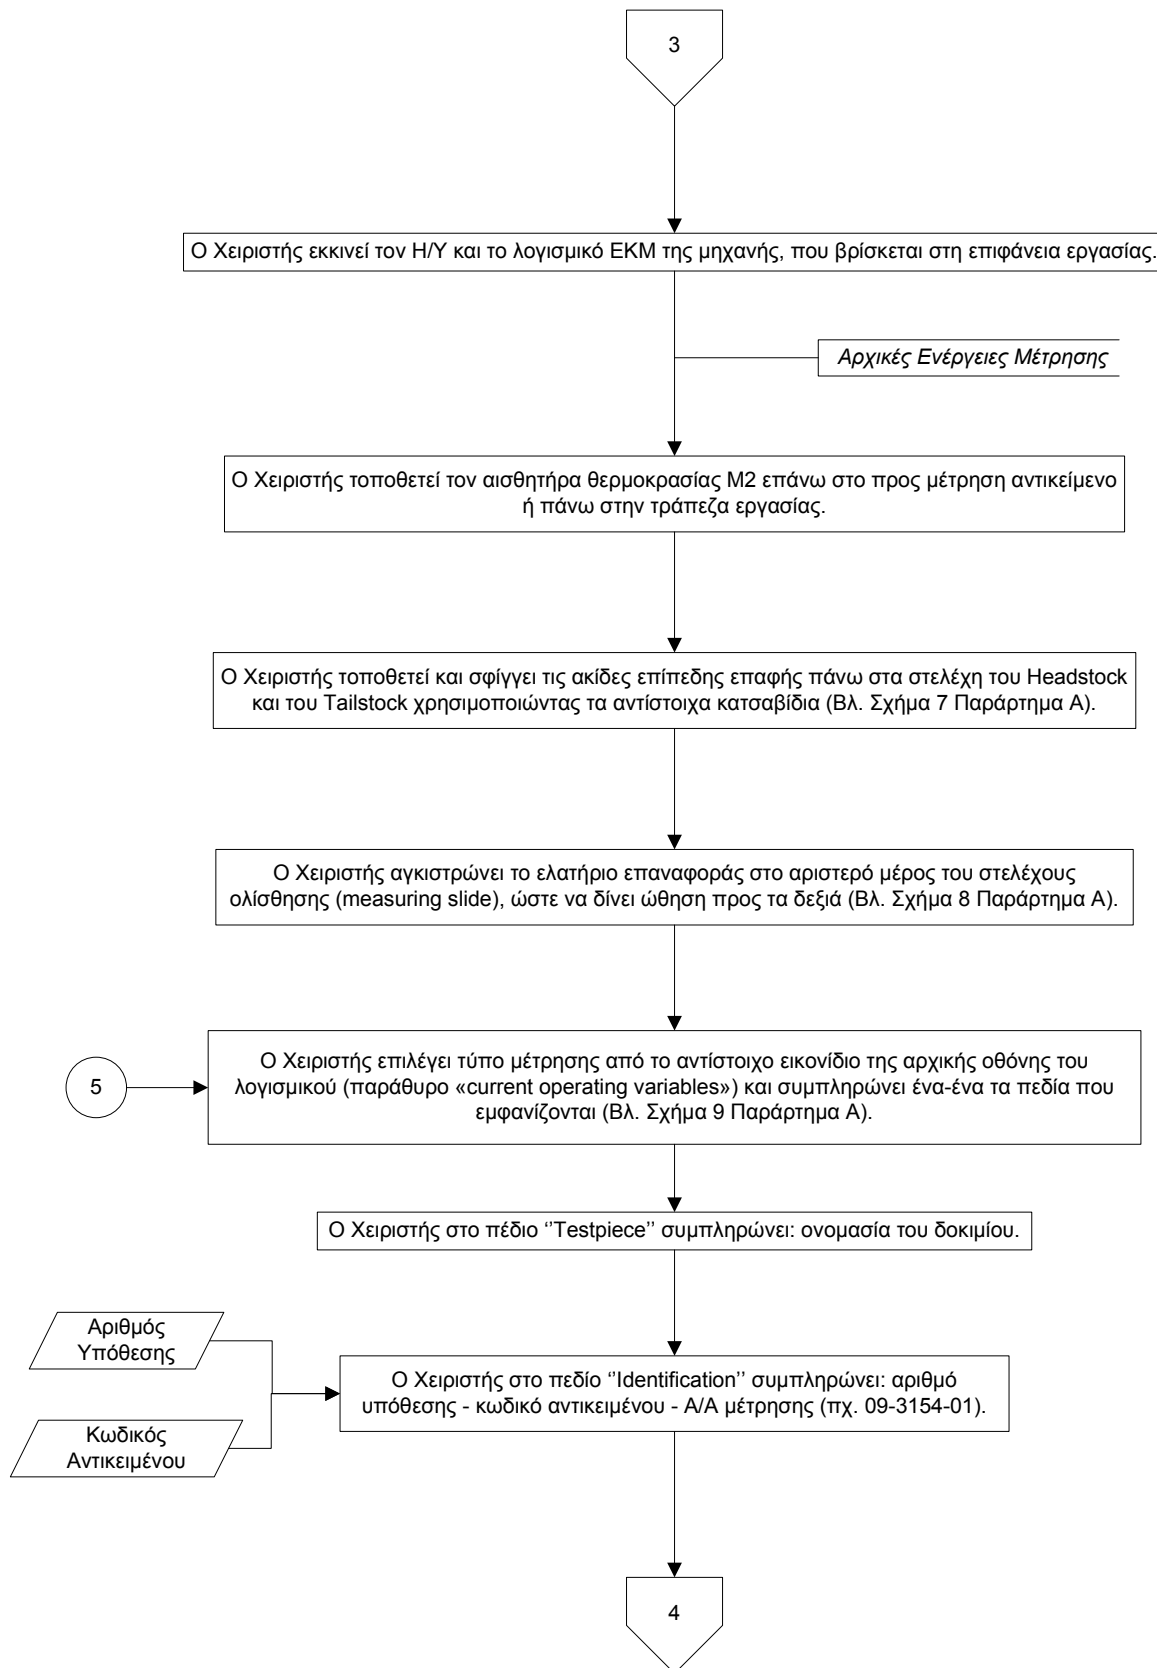 3
Ο Χειριστής εκκινεί τον Η/Υ και το λογισμικό ΕΚΜ της μηχανής, που βρίσκεται στη επιφάνεια εργασίας.
Αρχικές Ενέργειες Μέτρησης
Ο Χειριστής τοποθετεί τον αισθητήρα θερμοκρασίας Μ2 επάνω στο προς μέτρηση αντικείμενο
ή πάνω στην τράπεζα εργασίας.
Ο Χειριστής τοποθετεί και σφίγγει τις ακίδες επίπεδης επαφής πάνω στα στελέχη του Headstock
και του Tailstock χρησιμοποιώντας τα αντίστοιχα κατσαβίδια (Βλ. Σχήμα 7 Παράρτημα Α).
Ο Χειριστής αγκιστρώνει το ελατήριο επαναφοράς στο αριστερό μέρος του στελέχους
ολίσθησης (measuring slide), ώστε να δίνει ώθηση προς τα δεξιά (Βλ. Σχήμα 8 Παράρτημα Α).
5
Ο Χειριστής επιλέγει τύπο μέτρησης από το αντίστοιχο εικονίδιο της αρχικής οθόνης του
λογισμικού (παράθυρο «current operating variables») και συμπληρώνει ένα-ένα τα πεδία που
εμφανίζονται (Βλ. Σχήμα 9 Παράρτημα Α).
Ο Χειριστής στο πέδιο ‘’Testpiece’’ συμπληρώνει: ονομασία του δοκιμίου.
Αριθμός
Υπόθεσης
Ο Χειριστής στο πεδίο ‘’Identification’’ συμπληρώνει: αριθμό
υπόθεσης - κωδικό αντικειμένου - Α/Α μέτρησης (πχ. 09-3154-01).
Κωδικός
Αντικειμένου
4